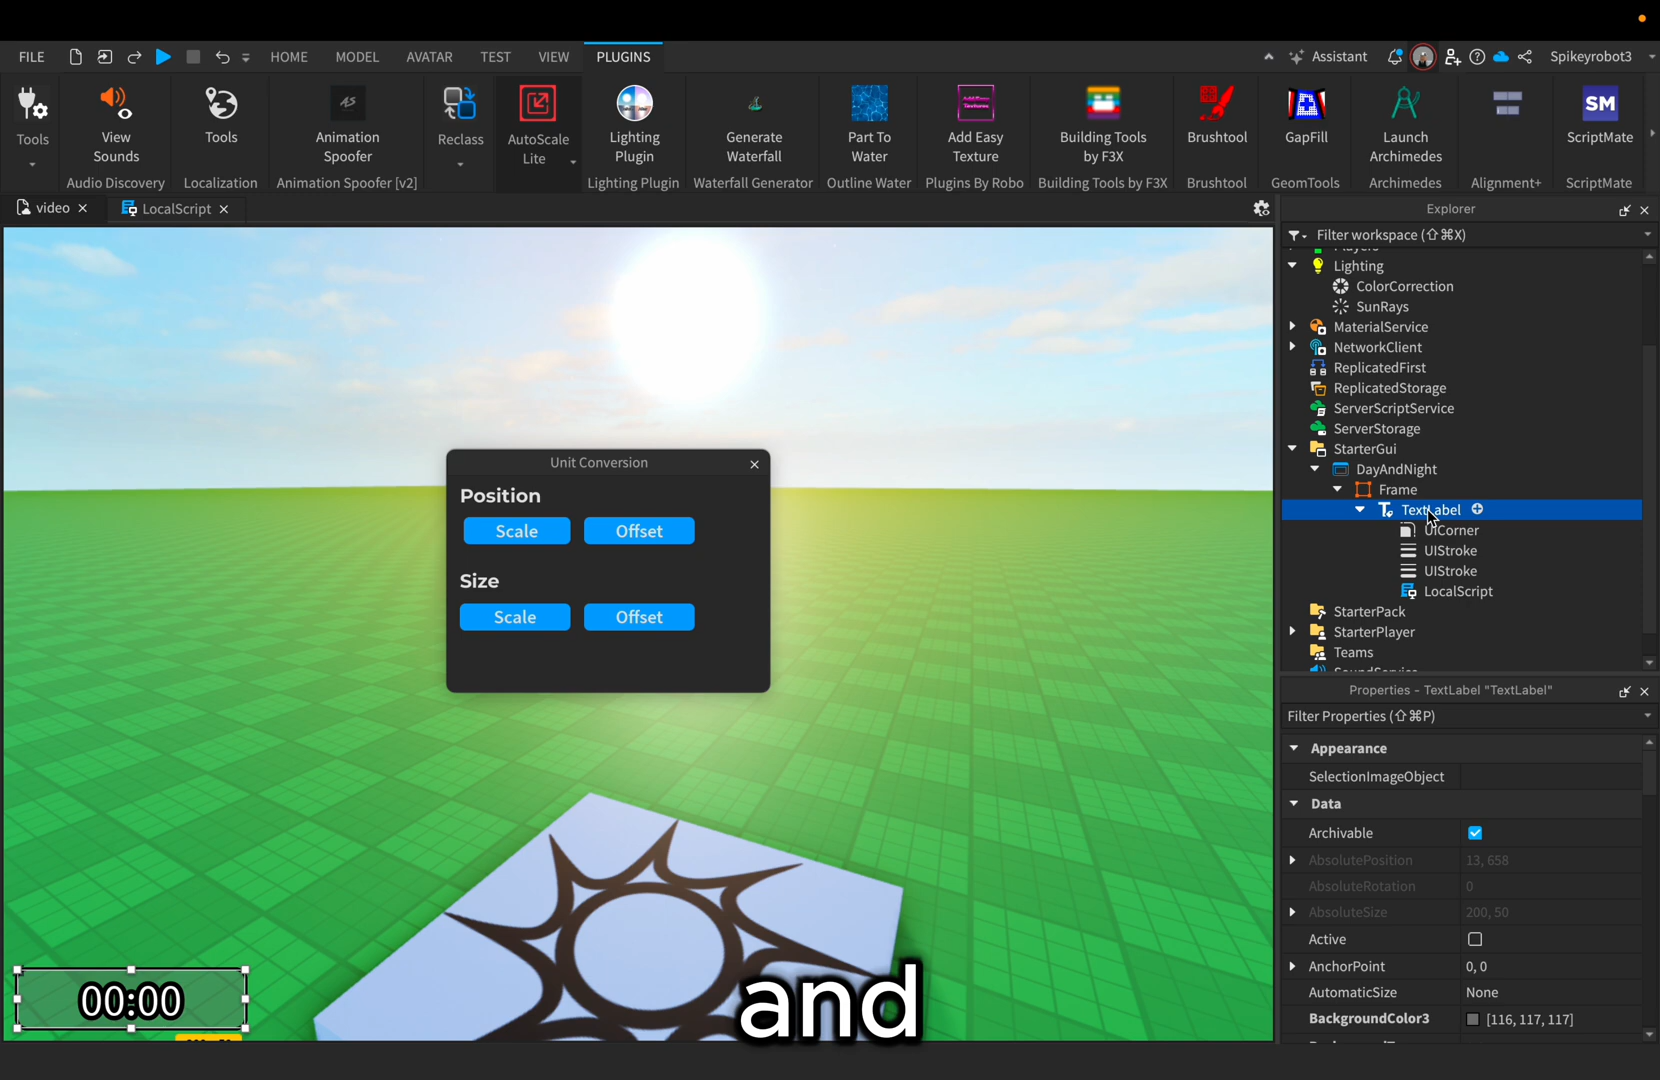 FILE
HOME
MODEL
AVATAR
TEST
VIEW
PLUGINS
Assistant
Spikeyrobot3
Tools
View
Sounds
Audio Discovery
Tools
Localization
AS
Animation
Spoofer
Animation Spoofer [v2]
Reclass
AutoScale
Lite
Lighting
Plugin
Lighting Plugin
Generate
Waterfall
Waterfall Generator
Part To
Water
Outline Water
Add Easy
Textures
Add Easy
Texture
Plugins By Robo
Building Tools
by F3X
Building Tools by F3X
Brushtool
Brushtool
GapFill
GeomTools
Launch
Archimedes
Archimedes
Alignment+
SM
ScriptMate
ScriptMate
video
LocalScript
Unit Conversion
Position
Scale Offset
Size
Scale Offset
00:00
and
Explorer
Filter workspace (⇧⌘X)
Lighting
ColorCorrection
SunRays
MaterialService
NetworkClient
ReplicatedFirst
ReplicatedStorage
ServerScriptService
ServerStorage
StarterGui
DayAndNight
Frame
TextLabel
UICorner
UIStroke
UIStroke
LocalScript
StarterPack
StarterPlayer
Teams
SoundService
Properties - TextLabel "TextLabel"
Filter Properties (⇧⌘P)
Appearance
SelectionImageObject
Data
Archivable
AbsolutePosition 13, 658
AbsoluteRotation 0
AbsoluteSize 200, 50
Active
AnchorPoint 0, 0
AutomaticSize None
BackgroundColor3 [116, 117, 117]